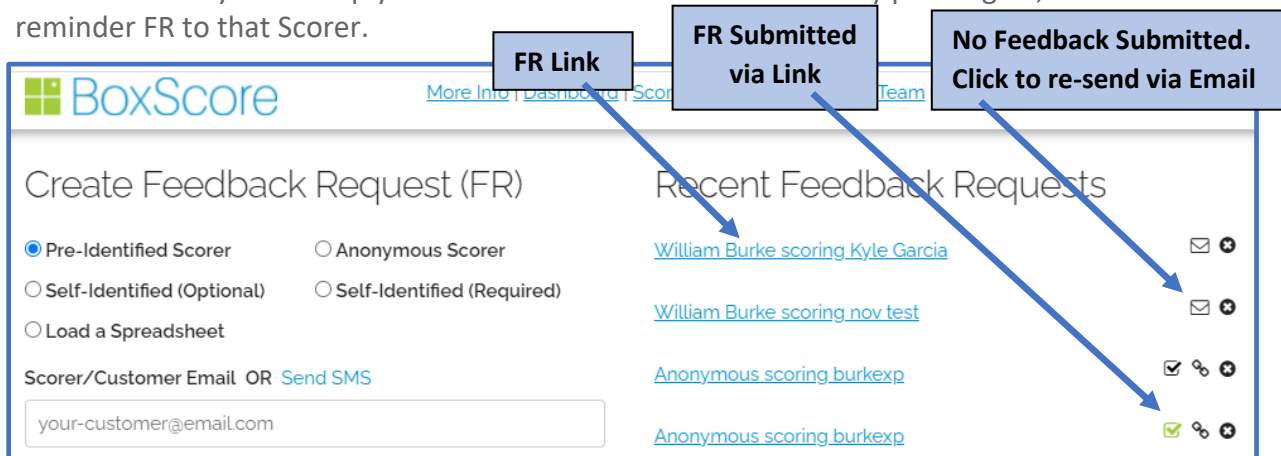 reminder FR to that Scorer.
FR Link
FR Submitted
via Link
No Feedback Submitted.
Click to re-send via Email
BoxScore
More Info | Dashboard | Team
Create Feedback Request (FR)
Recent Feedback Requests
Pre-Identified Scorer
Anonymous Scorer
William Burke scoring Kyle Garcia
Self-Identified (Optional)
Self-Identified (Required)
William Burke scoring nov test
Load a Spreadsheet
Scorer/Customer Email OR Send SMS
Anonymous scoring burkexp
your-customer@email.com
Anonymous scoring burkexp